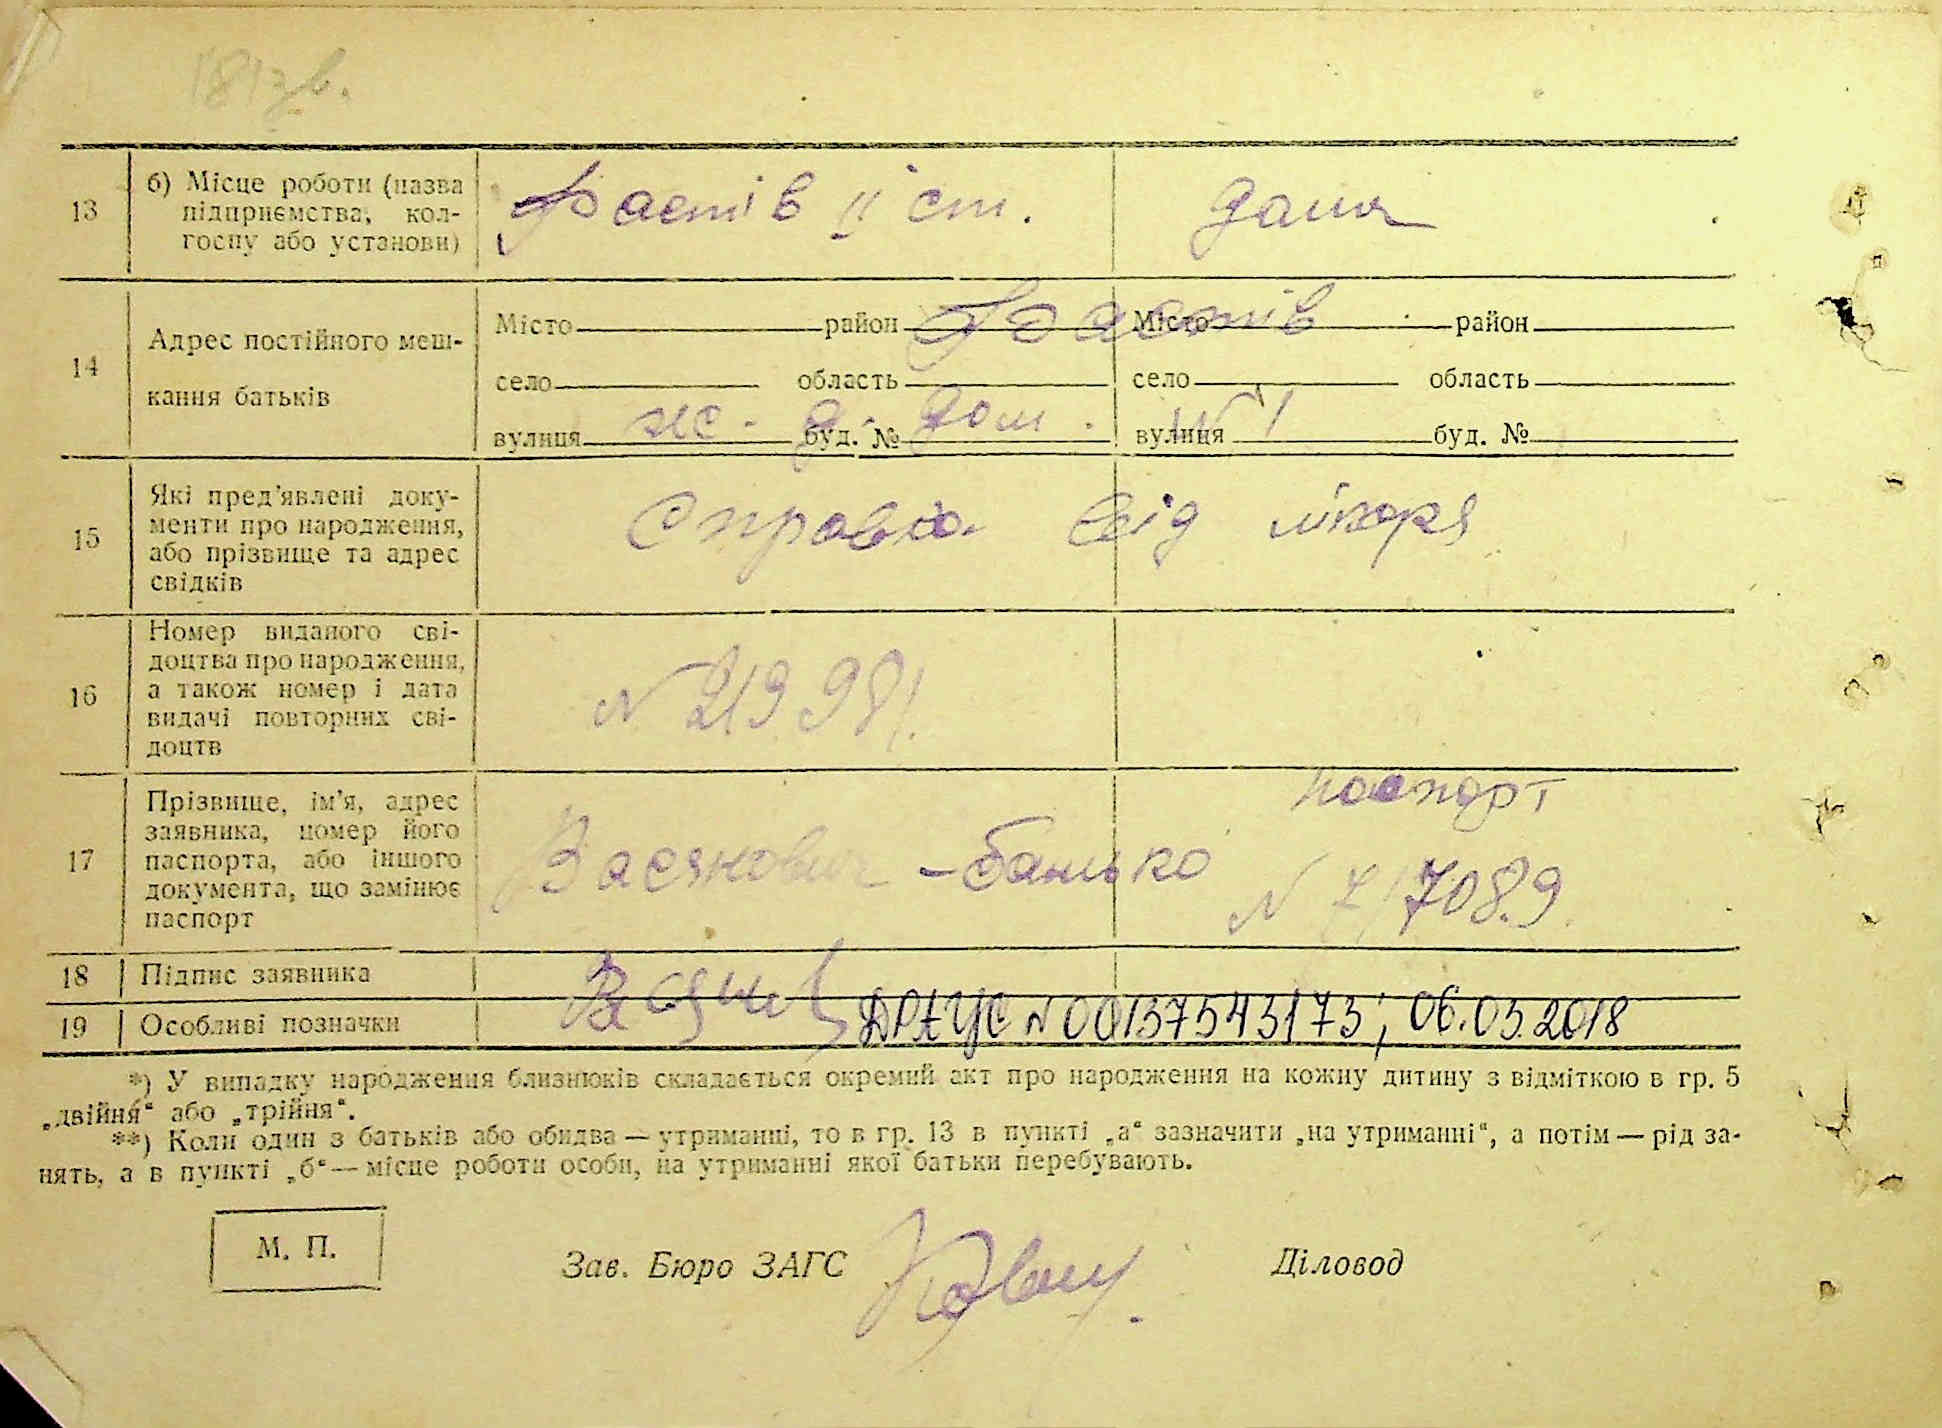 181зв.
13
б) Місце роботи (назва
підприємства, кол-
госпу або установи)
Фастів II ст.
дома
14
Адрес постійного меш-
кання батьків
Місто район Місто район
Фастів
село область село область
вулиця буд. № вулиця буд. №
ж.-д. дом. № 1
15
Які пред'явлені доку-
менти про народження,
або прізвище та адрес
свідків
Справка від лікаря
16
Номер виданого сві-
доцтва про народження,
а також номер і дата
видачі повторних сві-
доцтв
N 21998
17
Прізвище, ім'я, адрес
заявника, номер його
паспорта, або іншого
документа, що замінює
паспорт
Васянович - банько
паспорт
N 717089
18 Підпис заявника
19 Особливі позначки
ДРАЦС N 00137543173; 06.03.2018
*) У випадку народження близнюків складається окремий акт про народження на кожну дитину з відміткою в гр. 5
„двійня“ або „трійня“.
**) Коли один з батьків або обидва — утриманні, то в гр. 13 в пункті „а“ зазначити „на утриманні“, а потім — рід за-
нять, а в пункті „б“ — місце роботи особи, на утриманні якої батьки перебувають.
М. П.
Зав. Бюро ЗАГС
Діловод